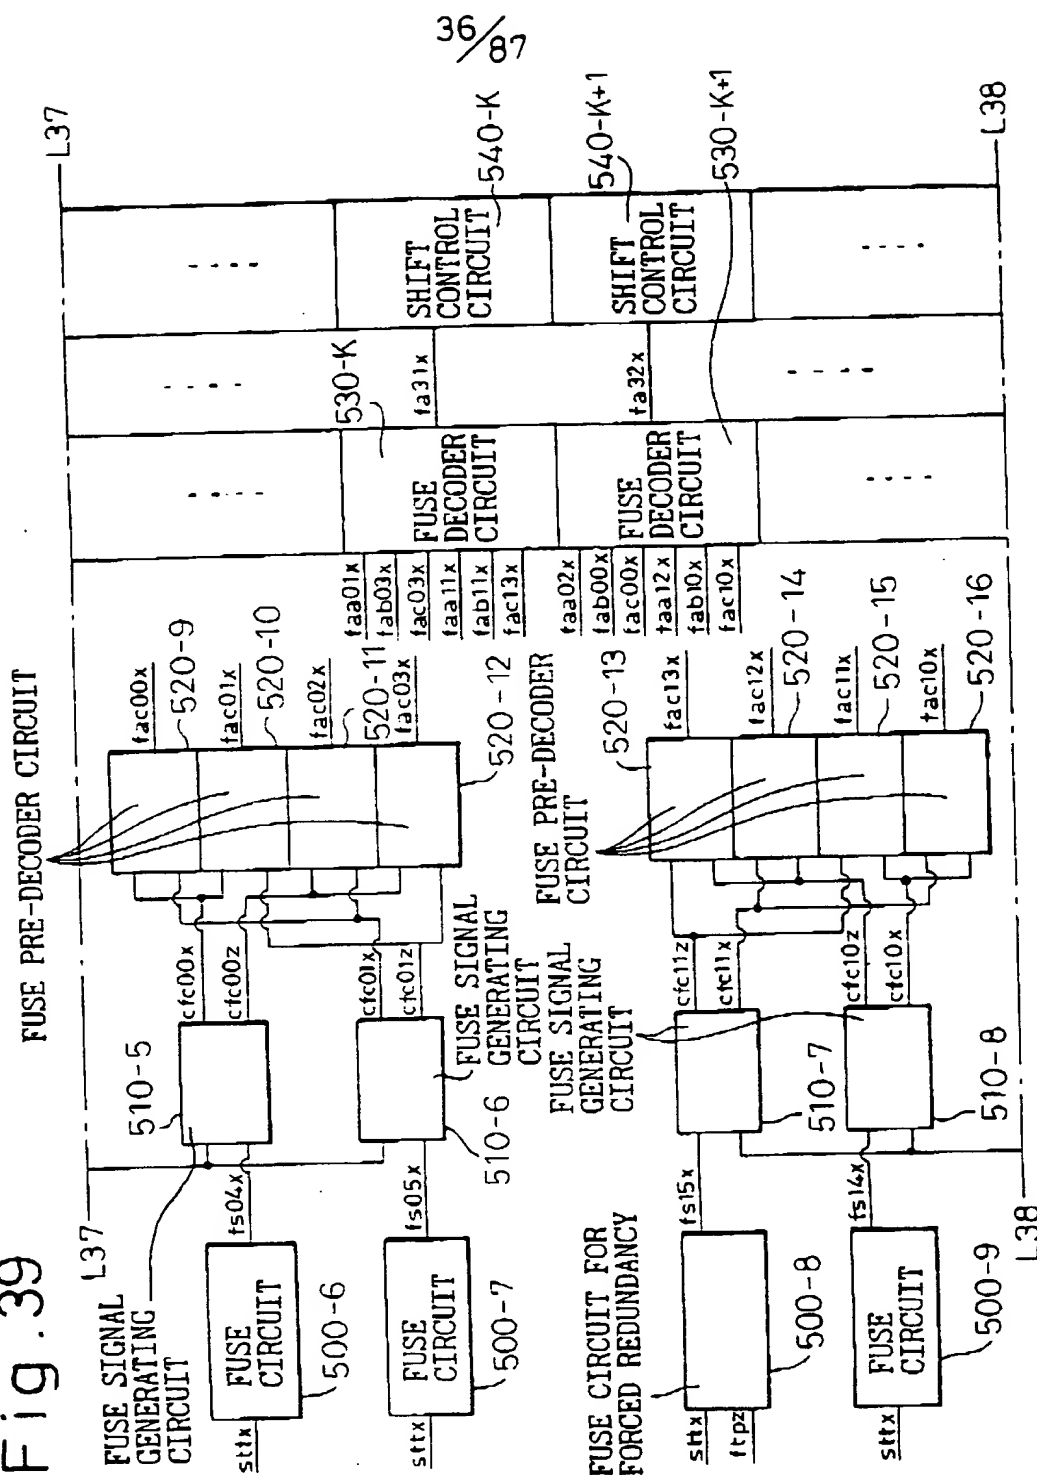 36/87
Fig.39
L37
L37
FUSE PRE-DECODER CIRCUIT
FUSE SIGNAL
GENERATING
CIRCUIT
510-5
sttx
FUSE
CIRCUIT
500-6
fs04x
cfc00x
cfc00z
fac00x
520-9
fac01x
520-10
fac02x
520-11
fac03x
520-12
sttx
FUSE
CIRCUIT
500-7
fs05x
510-6
cfc01x
cfc01z
FUSE SIGNAL
GENERATING
CIRCUIT
faa01x
fab03x
fac03x
faa11x
fab11x
fac13x
FUSE
DECODER
CIRCUIT
530-K
fa31x
SHIFT
CONTROL
CIRCUIT
540-K
faa02x
fab00x
fac00x
faa12x
fab10x
fac10x
FUSE
DECODER
CIRCUIT
530-K+1
fa32x
SHIFT
CONTROL
CIRCUIT
540-K+1
FUSE CIRCUIT FOR
FORCED REDUNDANCY
sttx
ftpz
500-8
fs15x
FUSE SIGNAL
GENERATING
CIRCUIT
510-7
cfc11z
cfc11x
FUSE PRE-DECODER
CIRCUIT
520-13
fac13x
fac12x
520-14
fac11x
520-15
fac10x
520-16
sttx
FUSE
CIRCUIT
500-9
fs14x
510-8
cfc10z
cfc10x
L38
L38